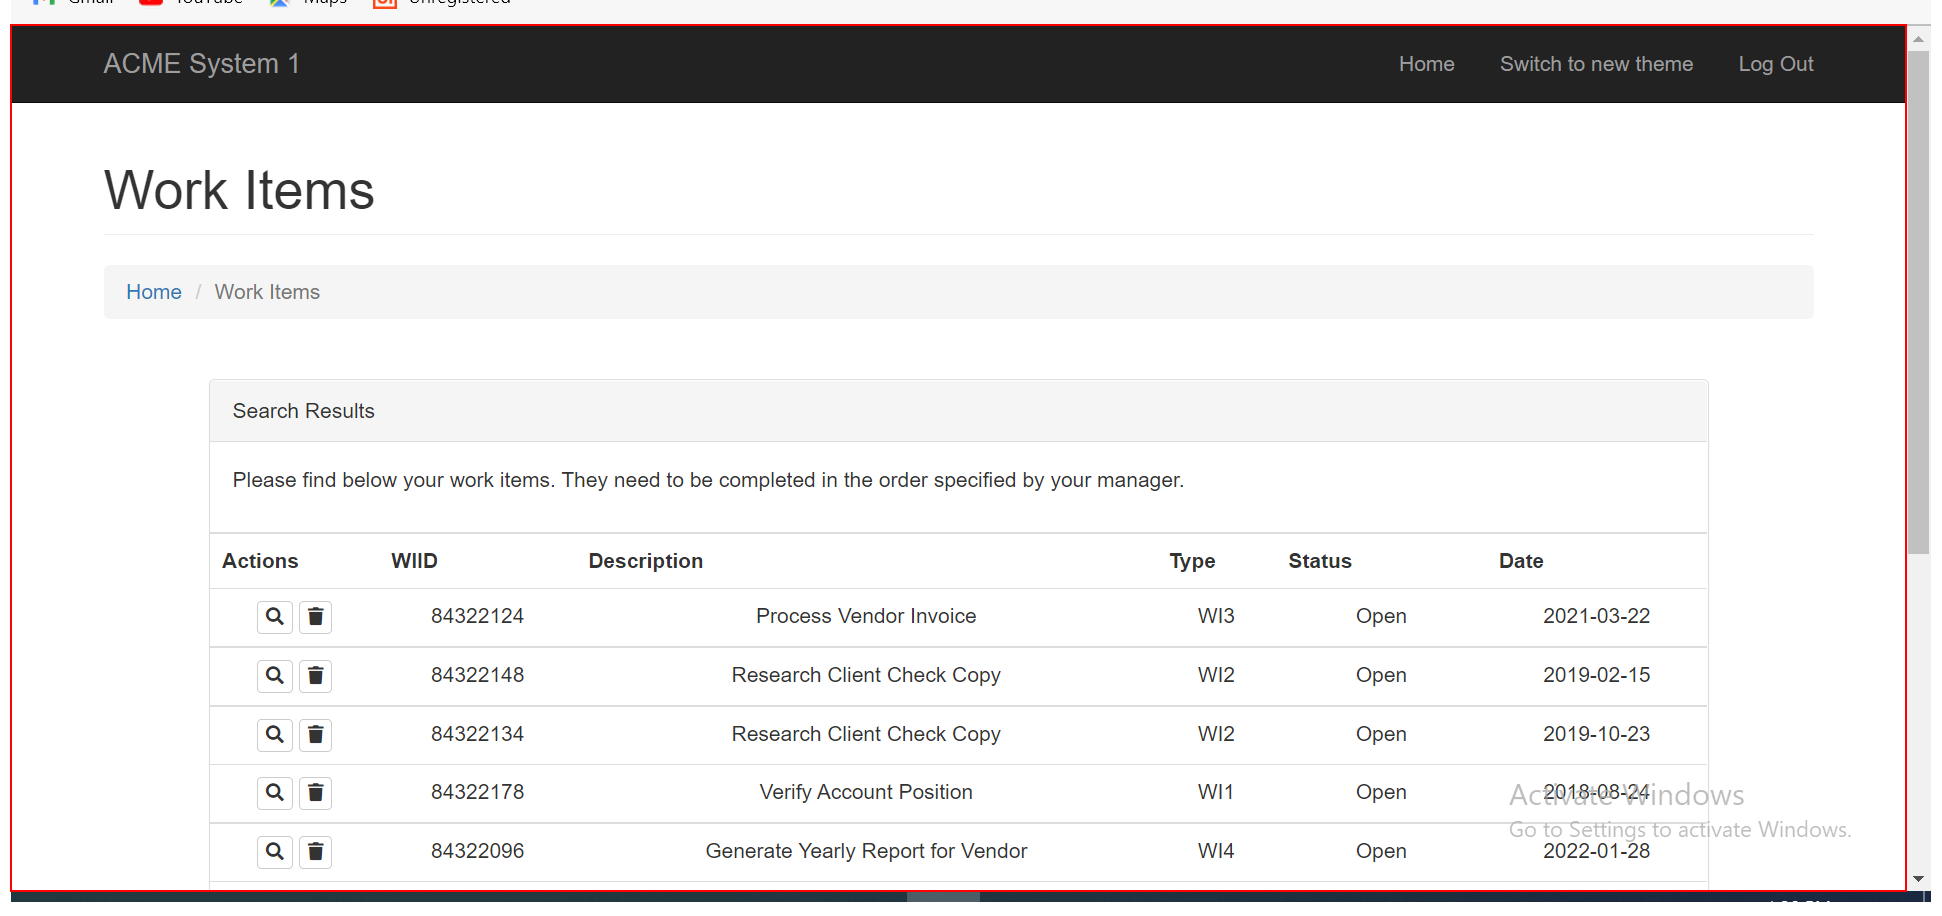 Gmail YouTube Maps Unregistered
ACME System 1 Home Switch to new theme Log Out
Work Items
Home / Work Items
Search Results
Please find below your work items. They need to be completed in the order specified by your manager.
Actions WIID Description Type Status Date
84322124 Process Vendor Invoice WI3 Open 2021-03-22
84322148 Research Client Check Copy WI2 Open 2019-02-15
84322134 Research Client Check Copy WI2 Open 2019-10-23
84322178 Verify Account Position WI1 Open 2018-08-24
Activate Windows
Go to Settings to activate Windows.
84322096 Generate Yearly Report for Vendor WI4 Open 2022-01-28